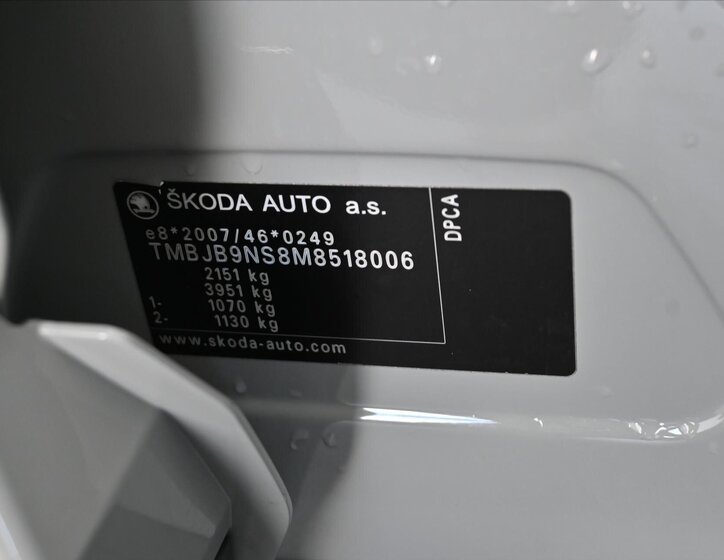 ŠKODA AUTO a.s.
e8*2007/46*0249
TMBJB9NS8M8518006
2151 kg
3951 kg
1- 1070 kg
2- 1130 kg
www.skoda-auto.com
DPCA